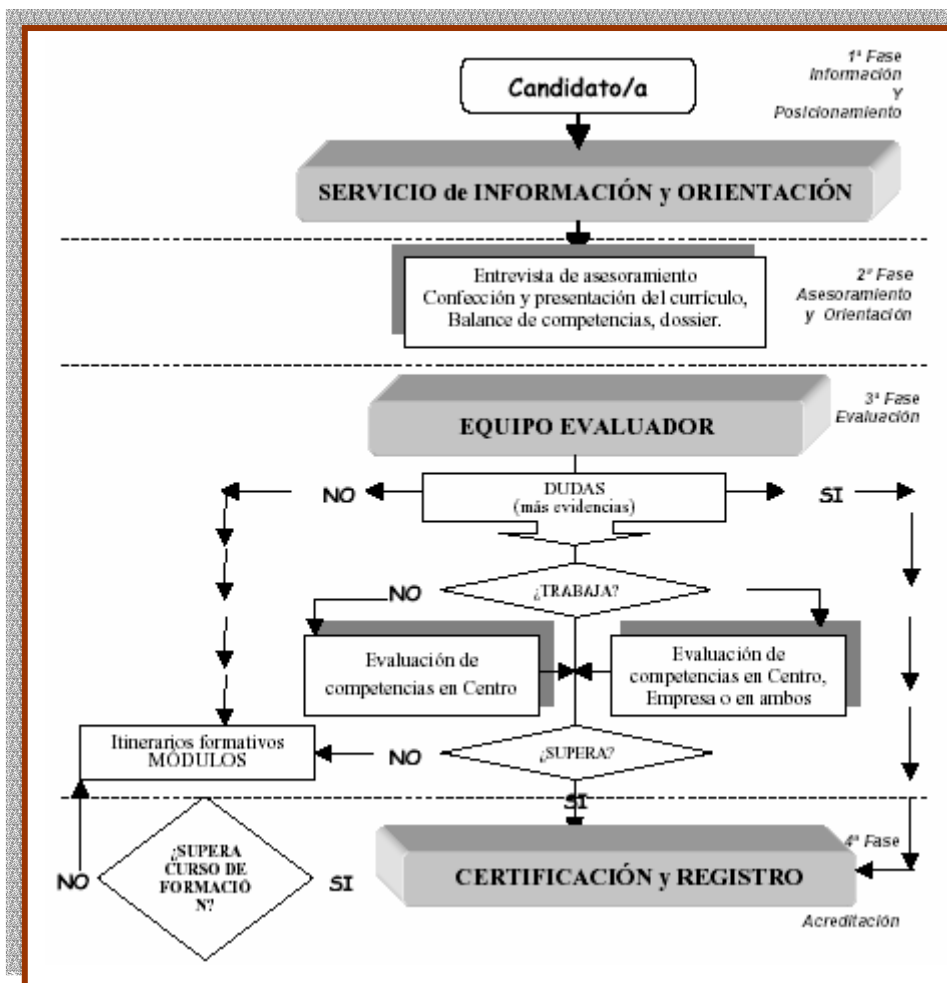 1ª Fase
Información
Y
Posicionamiento
Candidato/a
SERVICIO de INFORMACIÓN y ORIENTACIÓN
Entrevista de asesoramiento
Confección y presentación del currículo,
Balance de competencias, dossier.
2ª Fase
Asesoramiento
y Orientación
3ª Fase
Evaluación
EQUIPO EVALUADOR
NO
DUDAS
(más evidencias)
SI
NO
¿TRABAJA?
Evaluación de
competencias en Centro
Evaluación de
competencias en Centro,
Empresa o en ambos
Itinerarios formativos
MÓDULOS
NO
¿SUPERA?
SI
4ª Fase
¿SUPERA
CURSO DE
FORMACIÓ
N?
NO
SI
CERTIFICACIÓN y REGISTRO
Acreditación